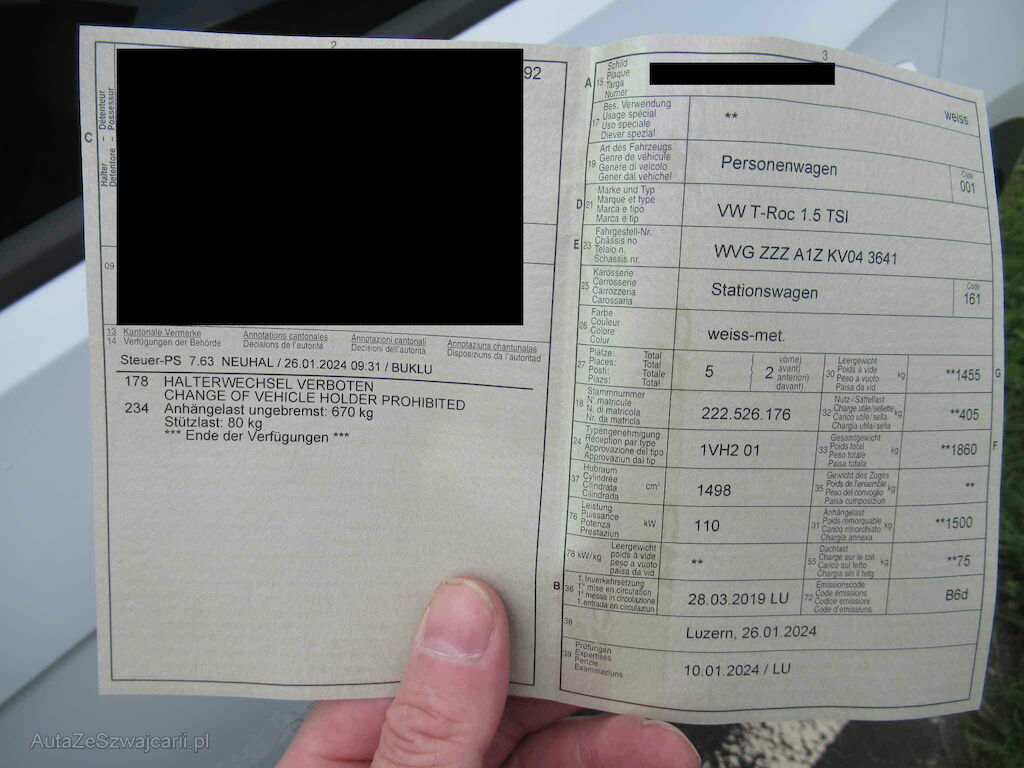 2
92
C
Halter – Détenteur
Detentore – Possessur
09
13 Kantonale Vermerke Annotations cantonales Annotazioni cantonali Annotaziuns chantunalas
14 Verfügungen der Behörde Décisions de l'autorité Decisioni dell'autorità Disposiziuns da l'autoritad
Steuer-PS 7.63 NEUHAL / 26.01.2024 09:31 / BUKLU
178 HALTERWECHSEL VERBOTEN
CHANGE OF VEHICLE HOLDER PROHIBITED
234 Anhängelast ungebremst: 670 kg
Stützlast: 80 kg
*** Ende der Verfügungen ***
3
A 15 Schild
Plaque
Targa
Numer
weiss
17 Bes. Verwendung
Usage spécial
Uso speciale
Diever spezial
**
19 Art des Fahrzeugs
Genre de véhicule
Genere di veicolo
Gener dal vehichel
Personenwagen
Code
001
D 21 Marke und Typ
Marque et type
Marca e tipo
Marca e tip
VW T-Roc 1.5 TSI
E 23 Fahrgestell-Nr.
Châssis no
Telaio n.
Schassis nr.
WVG ZZZ A1Z KV04 3641
25 Karosserie
Carrosserie
Carrozzeria
Carossaria
Stationswagen
Code
161
26 Farbe
Couleur
Colore
Colur
weiss-met.
27 Plätze: Total
Places: Total
Posti: Totale
Plazs: Total
5
2
vorne)
avant)
anteriori)
davant)
30 Leergewicht
Poids à vide
Peso a vuoto
Paisa da vid
kg
**1455
G
18 Stammnummer
N° matricule
N. di matricola
Nr. da matricla
222.526.176
32 Nutz-/Sattellast
Charge utile/sellette
Carico utile/sella
Chargia utila/sella
kg
**405
24 Typengenehmigung
Réception par type
Approvazione del tipo
Approvaziun dal tip
1VH2 01
33 Gesamtgewicht
Poids total
Peso totale
Paisa totala
kg
**1860
F
37 Hubraum
Cylindrée
Cilindrata
Cilindrada
cm³
1498
35 Gewicht des Zuges
Poids de l'ensemble
Peso del convoglio
Paisa cumposiziun
kg
**
76 Leistung
Puissance
Potenza
Prestaziun
kW
110
31 Anhängelast
Poids remorquable
Carico rimorchiato
Chargia annexa
kg
**1500
78 kW/kg
Leergewicht
poids à vide
peso a vuoto
paisa da vid
**
55 Dachlast
Charge sur le toit
Carico sul tetto
Chargia sin il tetg
kg
**75
B 36 1. Inverkehrsetzung
1re mise en circulation
1a messa in circolazione
1. entrada en circulaziun
28.03.2019 LU
72 Emissionscode
Code émissions
Codice emissioni
Code d'emissiuns
B6d
38
Luzern, 26.01.2024
39 Prüfungen
Expertises
Perizie
Examinaziuns
10.01.2024 / LU
AutaZeSzwajcarii.pl